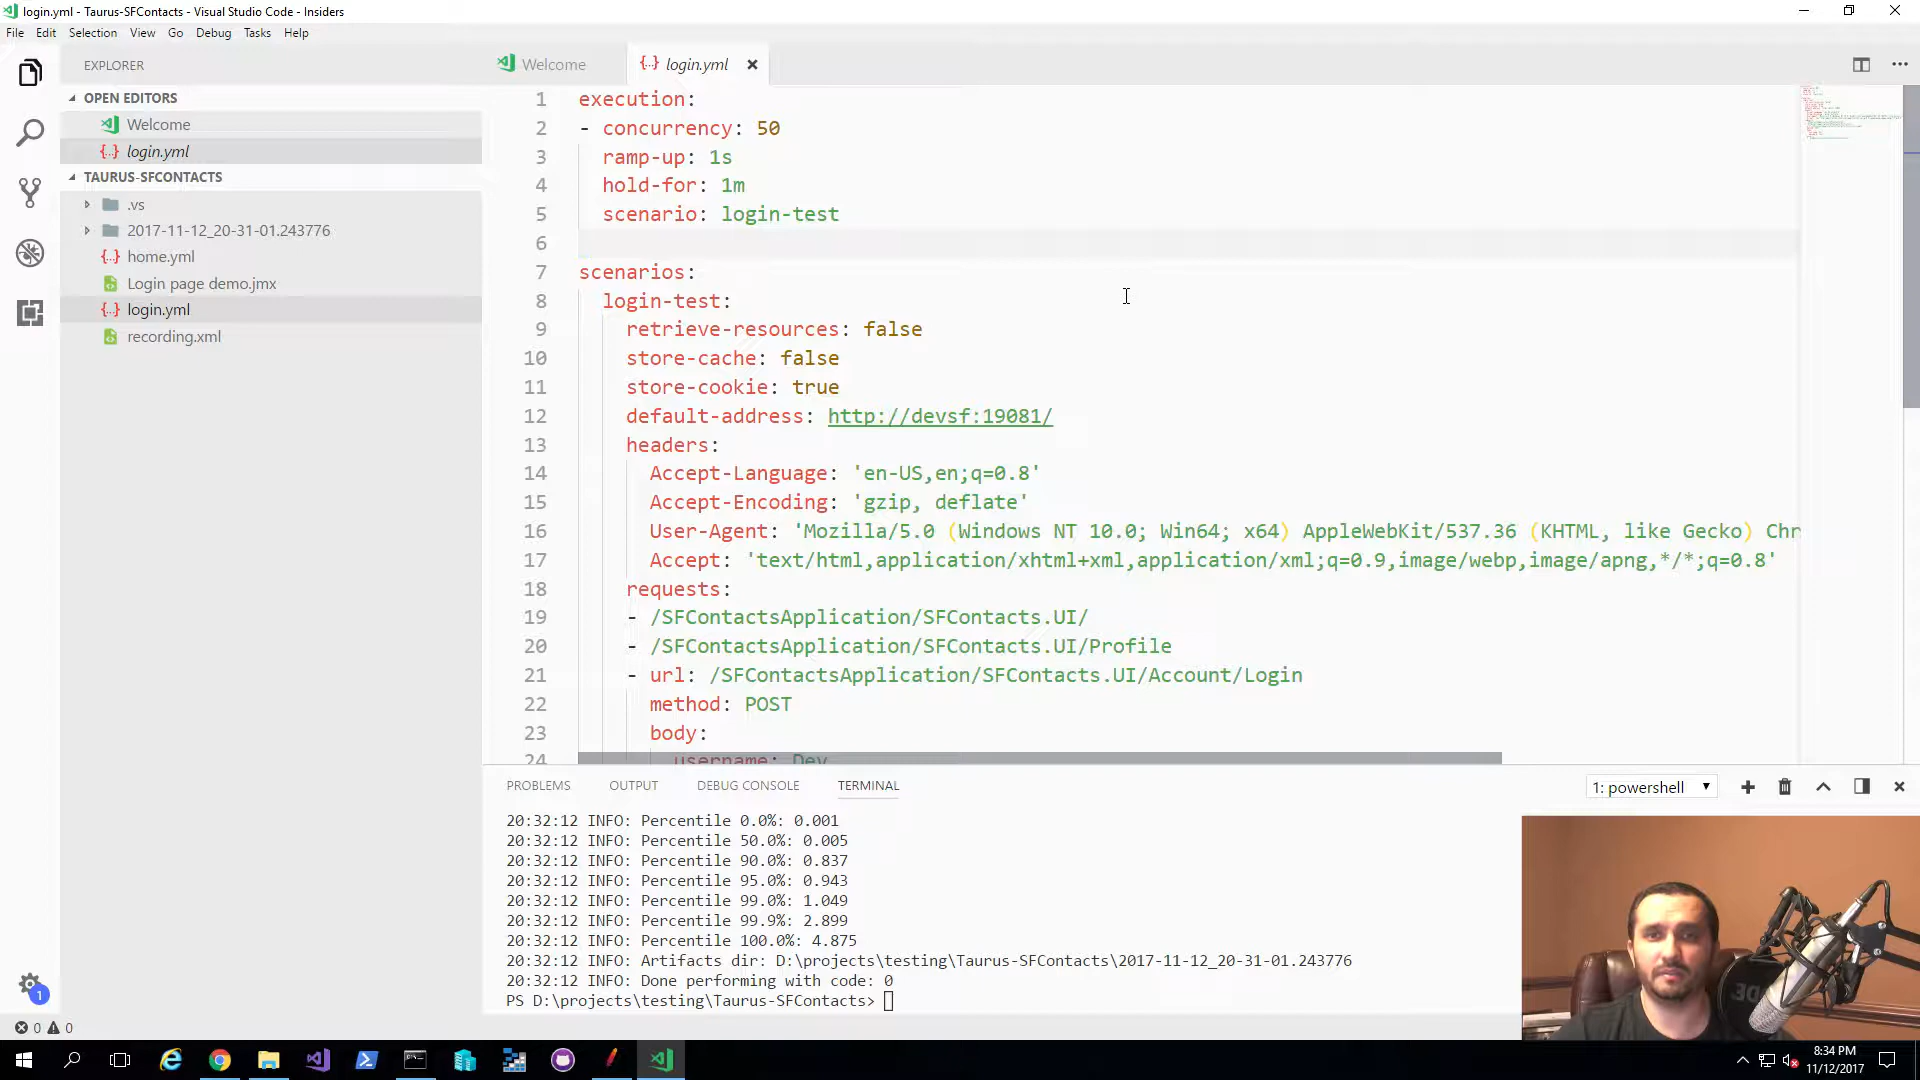 login.yml - Taurus-SFContacts - Visual Studio Code - Insiders
File Edit Selection View Go Debug Tasks Help
EXPLORER
OPEN EDITORS
Welcome
{..} login.yml
TAURUS-SFCONTACTS
.vs
2017-11-12_20-31-01.243776
{..} home.yml
Login page demo.jmx
{..} login.yml
recording.xml
1
Welcome
{..} login.yml
1 execution:
2 - concurrency: 50
3 ramp-up: 1s
4 hold-for: 1m
5 scenario: login-test
6
7 scenarios:
8 login-test:
9 retrieve-resources: false
10 store-cache: false
11 store-cookie: true
12 default-address: http://devsf:19081/
13 headers:
14 Accept-Language: 'en-US,en;q=0.8'
15 Accept-Encoding: 'gzip, deflate'
16 User-Agent: 'Mozilla/5.0 (Windows NT 10.0; Win64; x64) AppleWebKit/537.36 (KHTML, like Gecko) Chr
17 Accept: 'text/html,application/xhtml+xml,application/xml;q=0.9,image/webp,image/apng,*/*;q=0.8'
18 requests:
19 - /SFContactsApplication/SFContacts.UI/
20 - /SFContactsApplication/SFContacts.UI/Profile
21 - url: /SFContactsApplication/SFContacts.UI/Account/Login
22 method: POST
23 body:
24 username: Dev
PROBLEMS OUTPUT DEBUG CONSOLE TERMINAL
1: powershell
20:32:12 INFO: Percentile 0.0%: 0.001
20:32:12 INFO: Percentile 50.0%: 0.005
20:32:12 INFO: Percentile 90.0%: 0.837
20:32:12 INFO: Percentile 95.0%: 0.943
20:32:12 INFO: Percentile 99.0%: 1.049
20:32:12 INFO: Percentile 99.9%: 2.899
20:32:12 INFO: Percentile 100.0%: 4.875
20:32:12 INFO: Artifacts dir: D:\projects\testing\Taurus-SFContacts\2017-11-12_20-31-01.243776
20:32:12 INFO: Done performing with code: 0
PS D:\projects\testing\Taurus-SFContacts>
0 0
8:34 PM
11/12/2017